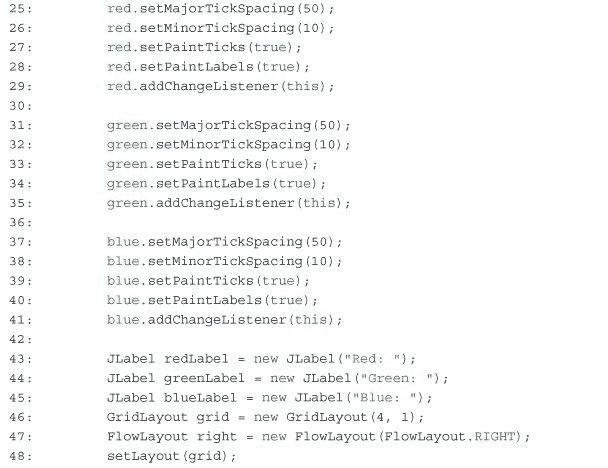 25: red.setMajorTickSpacing(50);
26: red.setMinorTickSpacing(10);
27: red.setPaintTicks(true);
28: red.setPaintLabels(true);
29: red.addChangeListener(this);
30:
31: green.setMajorTickSpacing(50);
32: green.setMinorTickSpacing(10);
33: green.setPaintTicks(true);
34: green.setPaintLabels(true);
35: green.addChangeListener(this);
36:
37: blue.setMajorTickSpacing(50);
38: blue.setMinorTickSpacing(10);
39: blue.setPaintTicks(true);
40: blue.setPaintLabels(true);
41: blue.addChangeListener(this);
42:
43: JLabel redLabel = new JLabel("Red: ");
44: JLabel greenLabel = new JLabel("Green: ");
45: JLabel blueLabel = new JLabel("Blue: ");
46: GridLayout grid = new GridLayout(4, 1);
47: FlowLayout right = new FlowLayout(FlowLayout.RIGHT);
48: setLayout(grid);